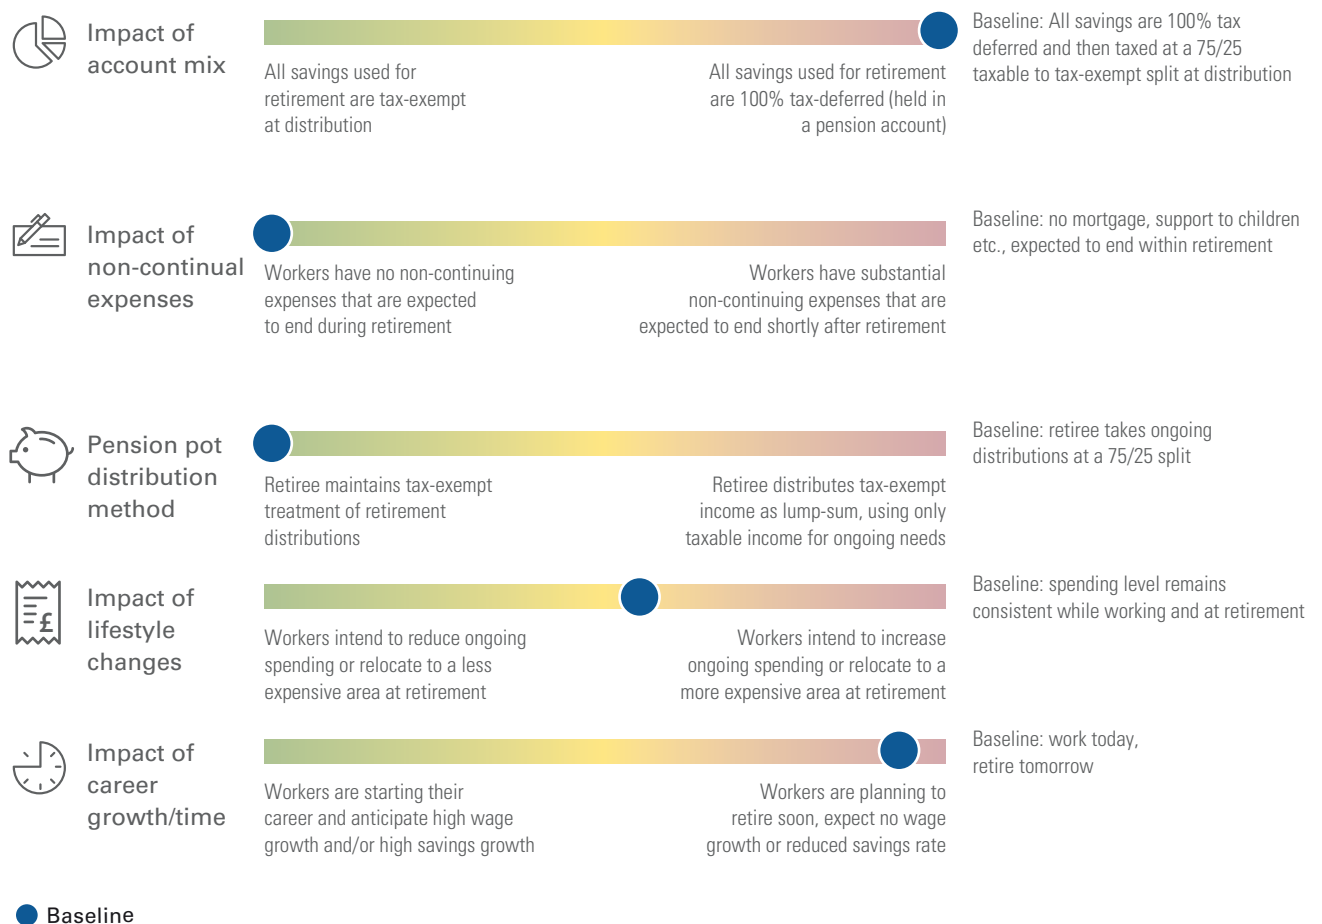 Impact of
account mix
All savings used for
retirement are tax-exempt
at distribution
All savings used for retirement
are 100% tax-deferred (held in
a pension account)
Baseline: All savings are 100% tax
deferred and then taxed at a 75/25
taxable to tax-exempt split at distribution
Impact of
non-continual
expenses
Workers have no non-continuing
expenses that are expected
to end during retirement
Workers have substantial
non-continuing expenses that are
expected to end shortly after retirement
Baseline: no mortgage, support to children
etc., expected to end within retirement
Pension pot
distribution
method
Retiree maintains tax-exempt
treatment of retirement
distributions
Retiree distributes tax-exempt
income as lump-sum, using only
taxable income for ongoing needs
Baseline: retiree takes ongoing
distributions at a 75/25 split
£
Impact of
lifestyle
changes
Workers intend to reduce ongoing
spending or relocate to a less
expensive area at retirement
Workers intend to increase
ongoing spending or relocate to a
more expensive area at retirement
Baseline: spending level remains
consistent while working and at retirement
Impact of
career
growth/time
Workers are starting their
career and anticipate high wage
growth and/or high savings growth
Workers are planning to
retire soon, expect no wage
growth or reduced savings rate
Baseline: work today,
retire tomorrow
Baseline